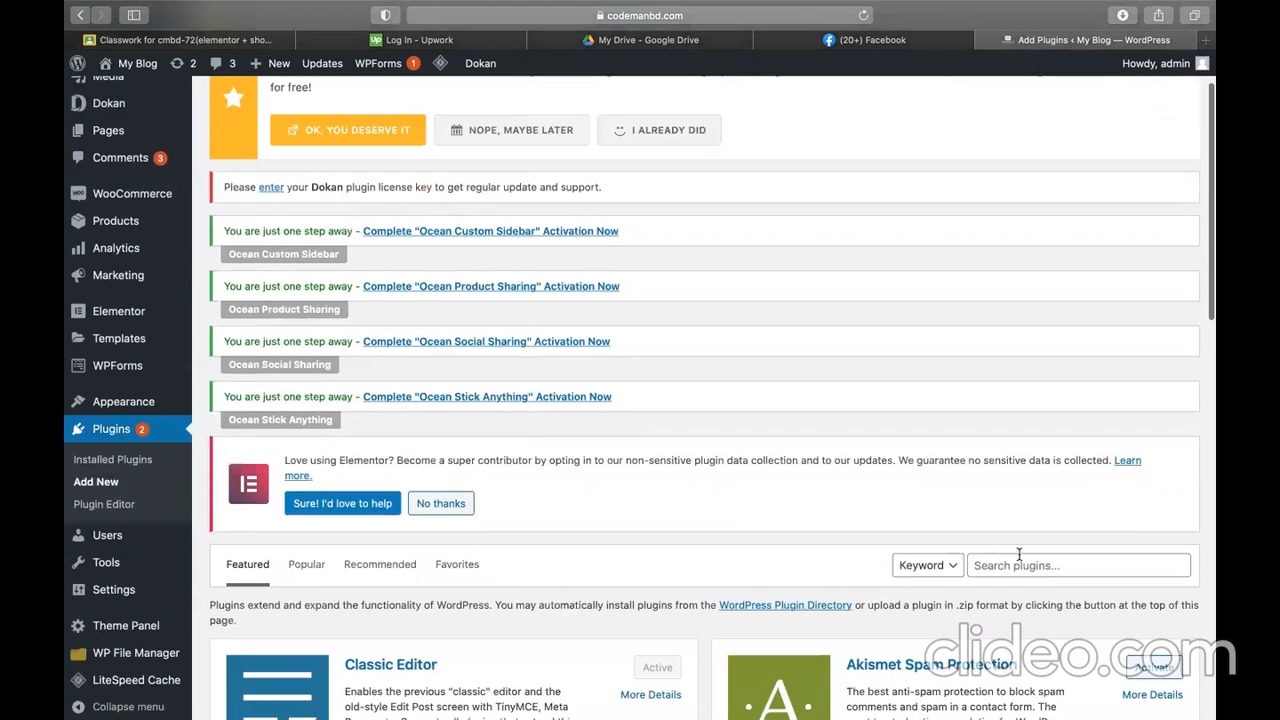 codemanbd.com
Classwork for cmbd-72(elementor + sho...
Up
Log In - Upwork
My Drive - Google Drive
(20+) Facebook
Add Plugins ‹ My Blog — WordPress
My Blog
2
3
New
Updates
WPForms 1
Dokan
Howdy, admin
Media
Dokan
Pages
Comments 3
WooCommerce
Products
Analytics
Marketing
Elementor
Templates
WPForms
Appearance
Plugins 2
Installed Plugins
Add New
Plugin Editor
Users
Tools
Settings
Theme Panel
WP File Manager
LiteSpeed Cache
Collapse menu
for free!
OK, YOU DESERVE IT
NOPE, MAYBE LATER
I ALREADY DID
Please enter your Dokan plugin license key to get regular update and support.
You are just one step away - Complete "Ocean Custom Sidebar" Activation Now
Ocean Custom Sidebar
You are just one step away - Complete "Ocean Product Sharing" Activation Now
Ocean Product Sharing
You are just one step away - Complete "Ocean Social Sharing" Activation Now
Ocean Social Sharing
You are just one step away - Complete "Ocean Stick Anything" Activation Now
Ocean Stick Anything
Love using Elementor? Become a super contributor by opting in to our non-sensitive plugin data collection and to our updates. We guarantee no sensitive data is collected. Learn
more.
Sure! I'd love to help
No thanks
Featured
Popular
Recommended
Favorites
Keyword
Search plugins...
Plugins extend and expand the functionality of WordPress. You may automatically install plugins from the WordPress Plugin Directory or upload a plugin in .zip format by clicking the button at the top of this
page.
Classic Editor
Active
Enables the previous "classic" editor and the
old-style Edit Post screen with TinyMCE, Meta
More Details
Akismet Spam Protection
Activate
The best anti-spam protection to block spam
comments and spam in a contact form. The
More Details
clideo.com